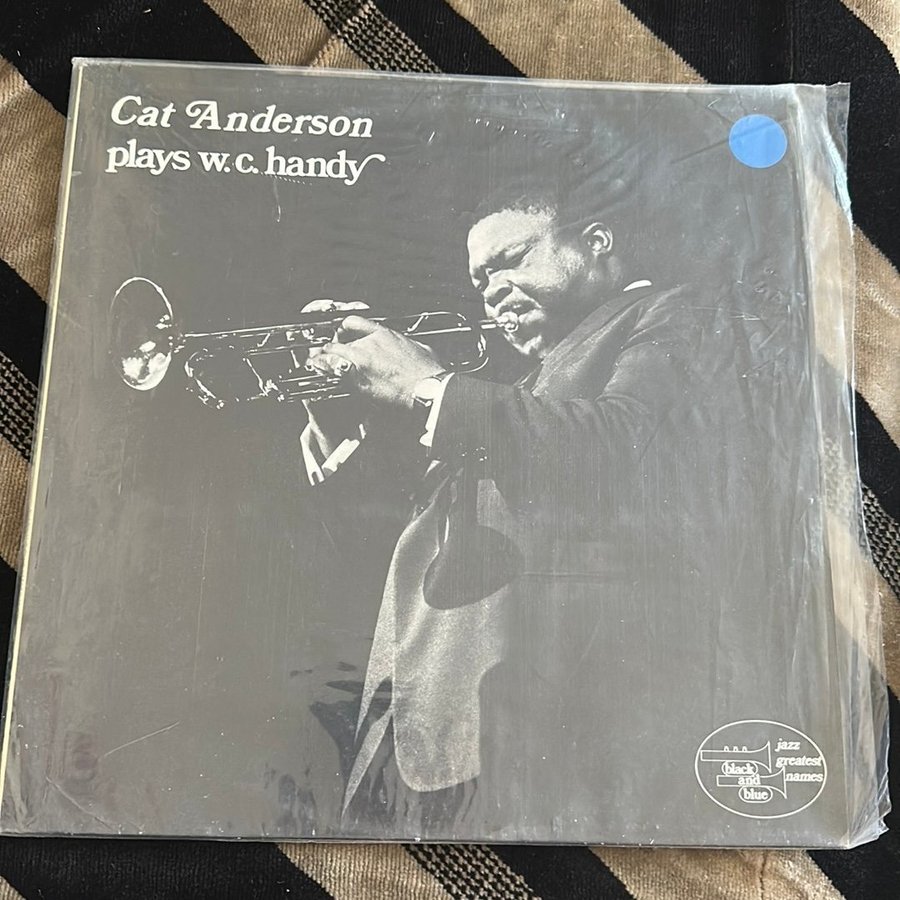 Cat Anderson
plays w.c. handy
jazz
greatest
names
black
and
blue